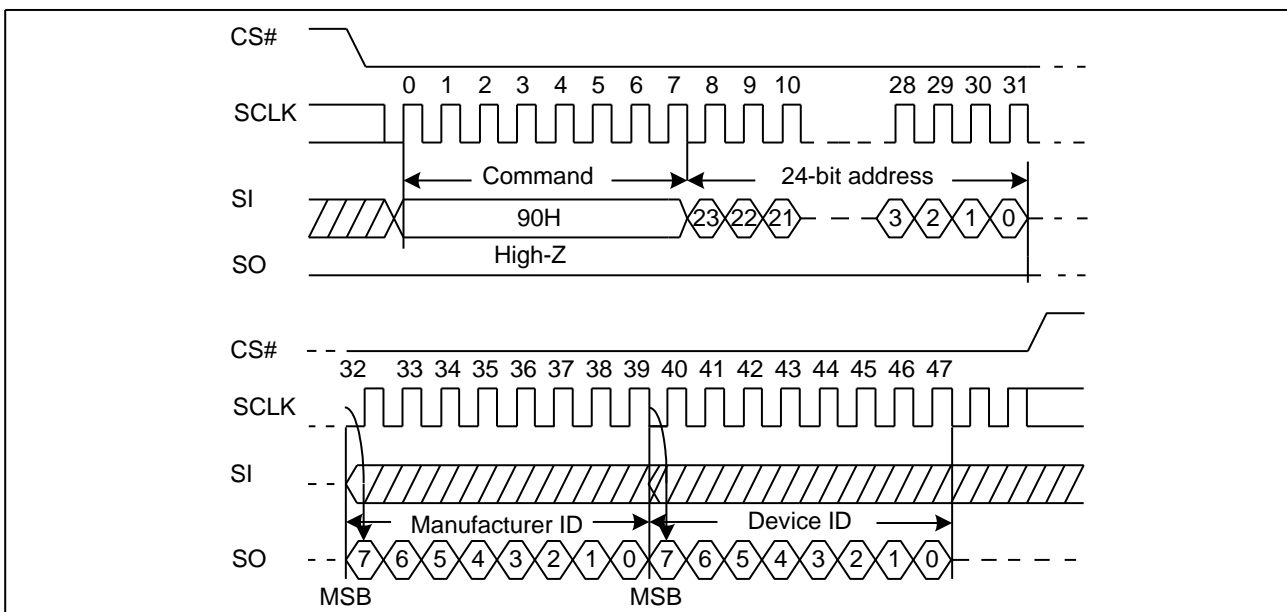 CS#
0 1 2 3 4 5 6 7 8 9 10 28 29 30 31
SCLK
Command 24-bit address
SI
90H 23 22 21 3 2 1 0
High-Z
SO
CS#
32 33 34 35 36 37 38 39 40 41 42 43 44 45 46 47
SCLK
SI
Manufacturer ID Device ID
SO 7 6 5 4 3 2 1 0 7 6 5 4 3 2 1 0
MSB MSB